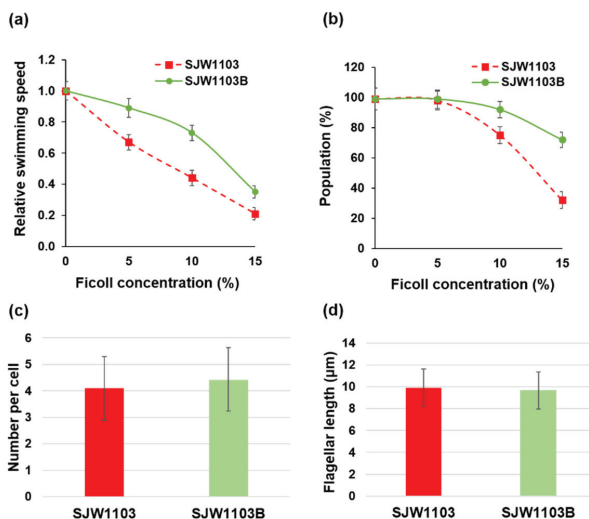 (a)
SJW1103
SJW1103B
Relative swimming speed
1.2
1.0
0.8
0.6
0.4
0.2
0.0
0 5 10 15
Ficoll concentration (%)
(b)
SJW1103
SJW1103B
Population (%)
120
100
80
60
40
20
0
0 5 10 15
Ficoll concentration (%)
(c)
Number per cell
6
5
4
3
2
1
0
SJW1103 SJW1103B
(d)
Flagellar length (μm)
14
12
10
8
6
4
2
0
SJW1103 SJW1103B